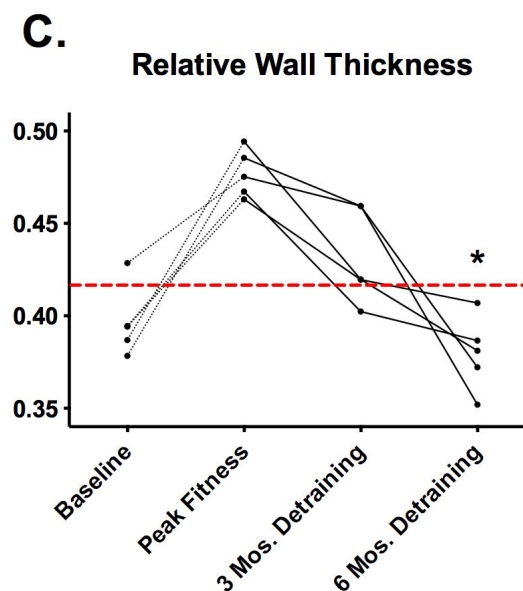 C.
Relative Wall Thickness
0.50
0.45
*
0.40
0.35
Baseline
Peak Fitness
3 Mos. Detraining
6 Mos. Detraining